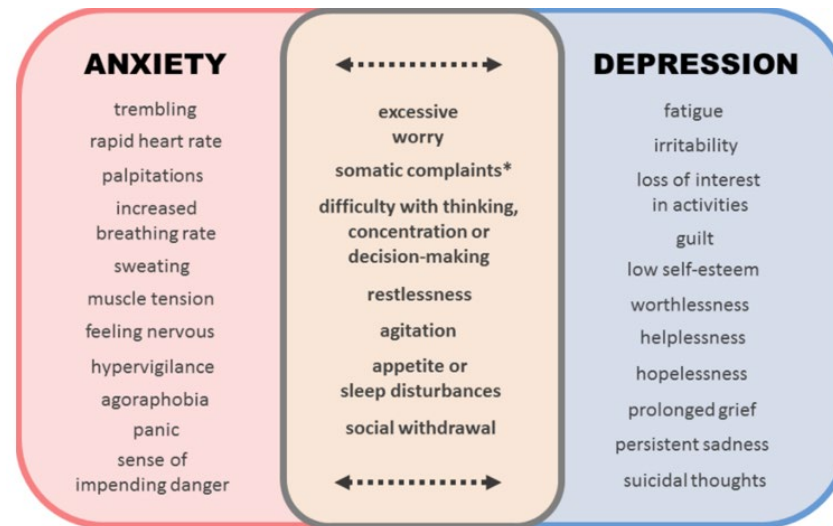 ANXIETY
trembling
rapid heart rate
palpitations
increased
breathing rate
sweating
muscle tension
feeling nervous
hypervigilance
agoraphobia
panic
sense of
impending danger
excessive
worry
somatic complaints*
difficulty with thinking,
concentration or
decision-making
restlessness
agitation
appetite or
sleep disturbances
social withdrawal
DEPRESSION
fatigue
irritability
loss of interest
in activities
guilt
low self-esteem
worthlessness
helplessness
hopelessness
prolonged grief
persistent sadness
suicidal thoughts